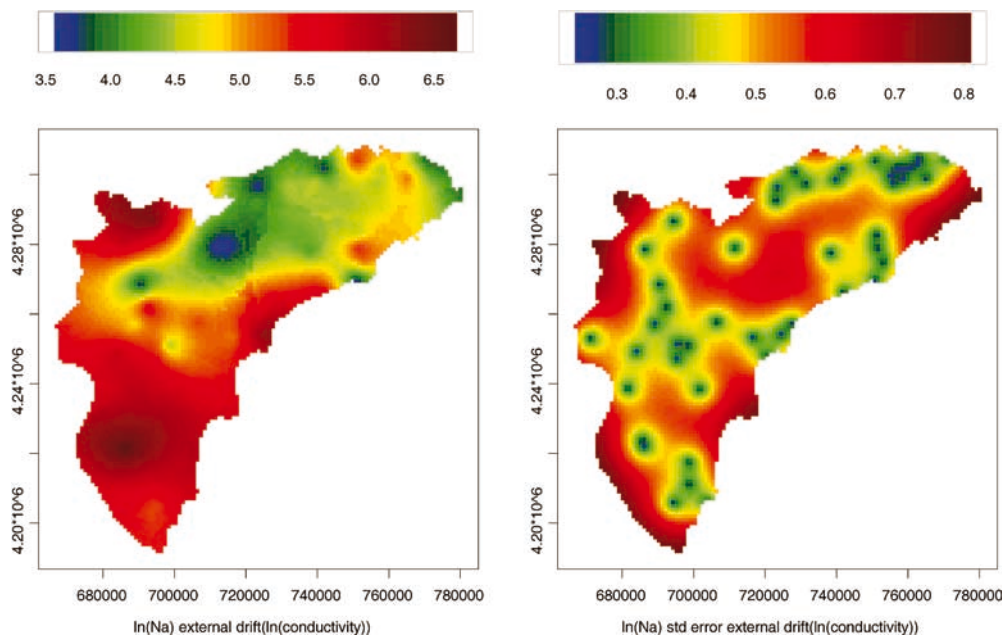 3.5 4.0 4.5 5.0 5.5 6.0 6.5
0.3 0.4 0.5 0.6 0.7 0.8
4.28*10^6
4.24*10^6
4.20*10^6
680000 700000 720000 740000 760000 780000
ln(Na) external drift(ln(conductivity))
4.28*10^6
4.24*10^6
4.20*10^6
680000 700000 720000 740000 760000 780000
ln(Na) std error external drift(ln(conductivity))